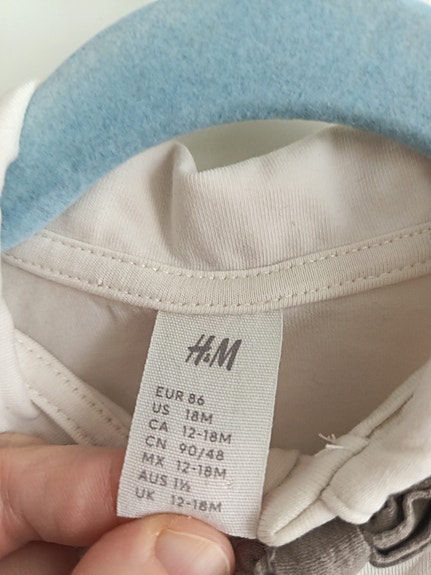 H&M
EUR 86
US 18M
CA 12-18M
CN 90/48
MX 12-18M
AUS 1½
UK 12-18M